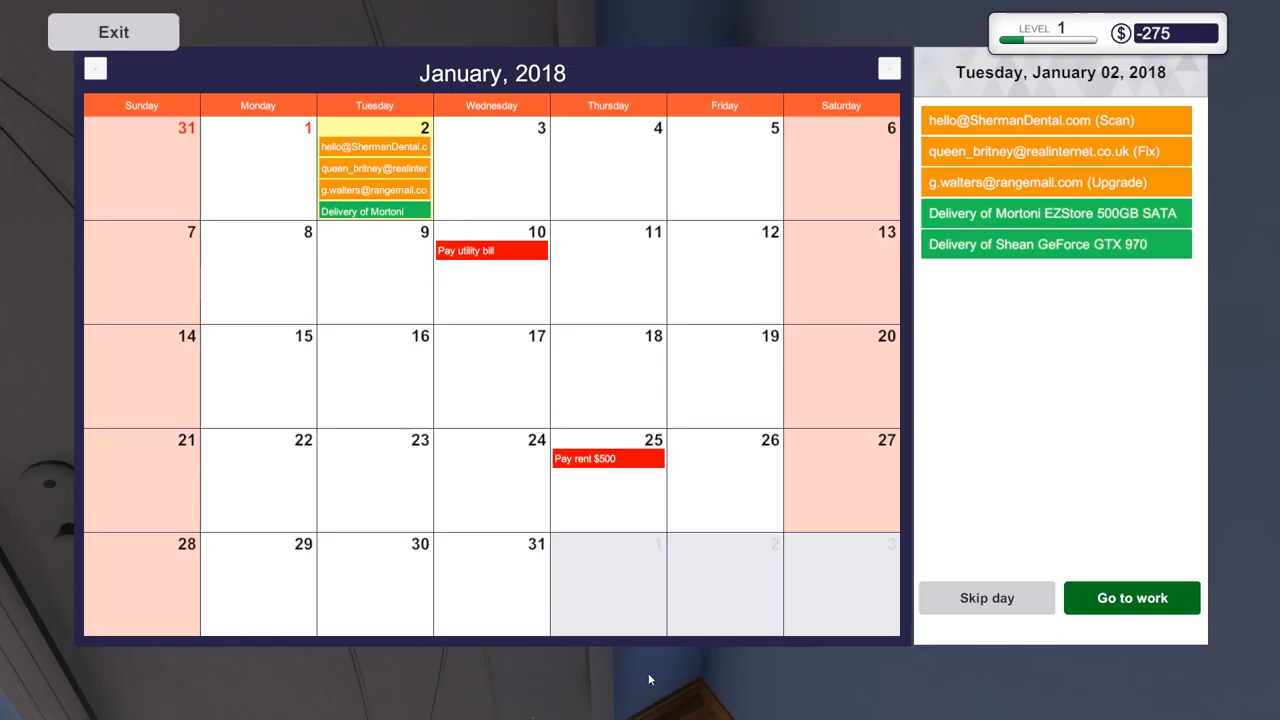 Exit
LEVEL 1
$ -275
January, 2018
Tuesday, January 02, 2018
Sunday Monday Tuesday Wednesday Thursday Friday Saturday
31 1 2 3 4 5 6
hello@ShermanDental.c
queen_britney@realinter
g.walters@rangemail.co
Delivery of Mortoni
7 8 9 10 11 12 13
Pay utility bill
14 15 16 17 18 19 20
21 22 23 24 25 26 27
Pay rent $500
28 29 30 31 1 2 3
hello@ShermanDental.com (Scan)
queen_britney@realinternet.co.uk (Fix)
g.walters@rangemail.com (Upgrade)
Delivery of Mortoni EZStore 500GB SATA
Delivery of Shean GeForce GTX 970
Skip day
Go to work